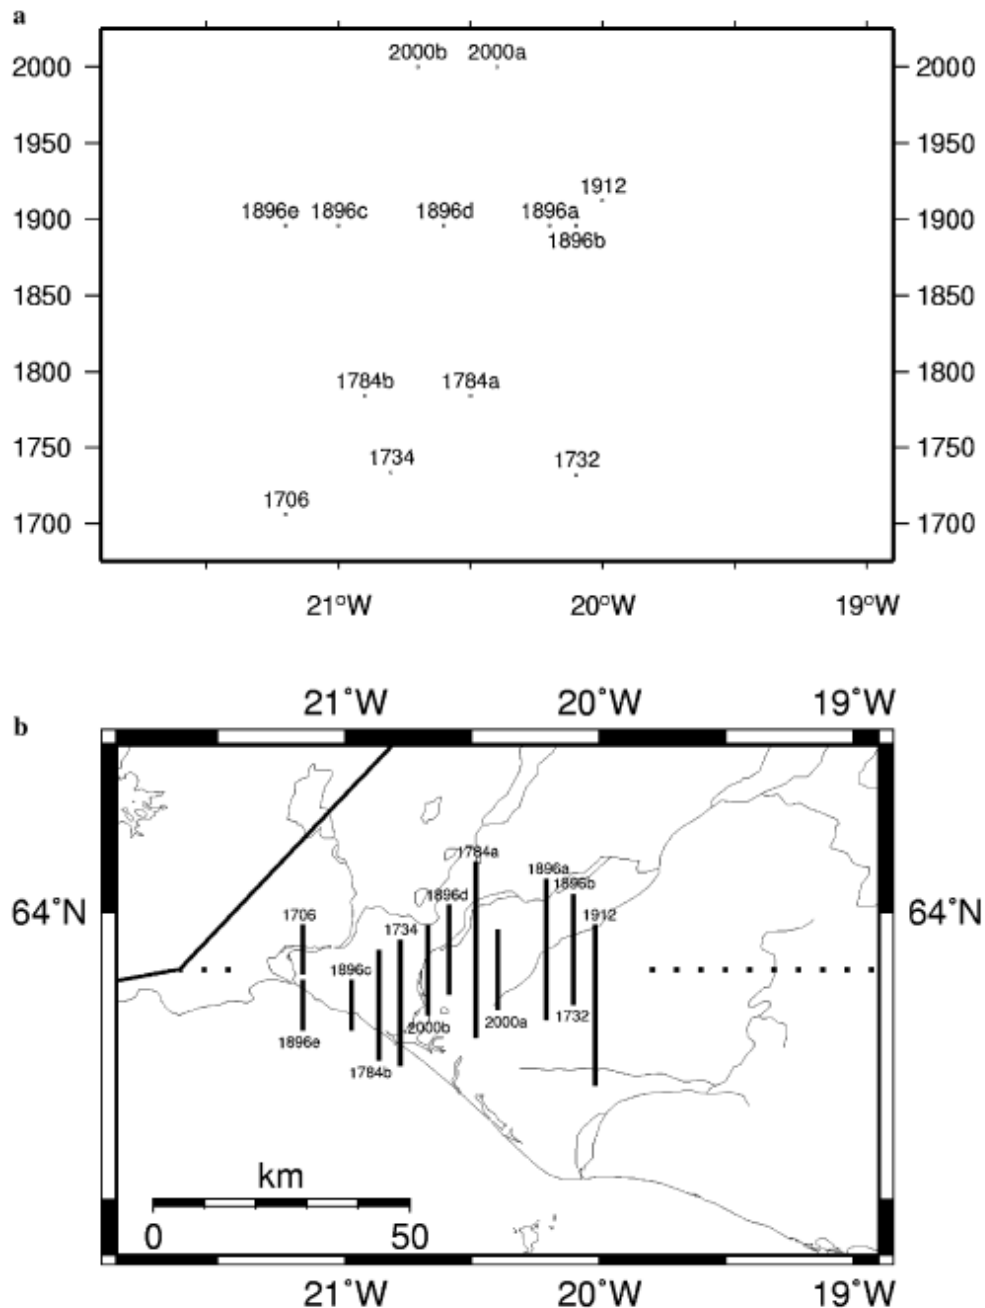 a
2000b 2000a
2000 2000
1950 1950
1912
1896e 1896c 1896d 1896a
1900 1900
1896b
1850 1850
1800 1800
1784b 1784a
1750 1750
1734 1732
1706
1700 1700
21°W 20°W 19°W
b
21°W 20°W 19°W
1784a
1896a
1896b
1896d
64°N 1706 1912 64°N
1734
1896c
1732
2000b 2000a
1896e
1784b
km
0 50
21°W 20°W 19°W